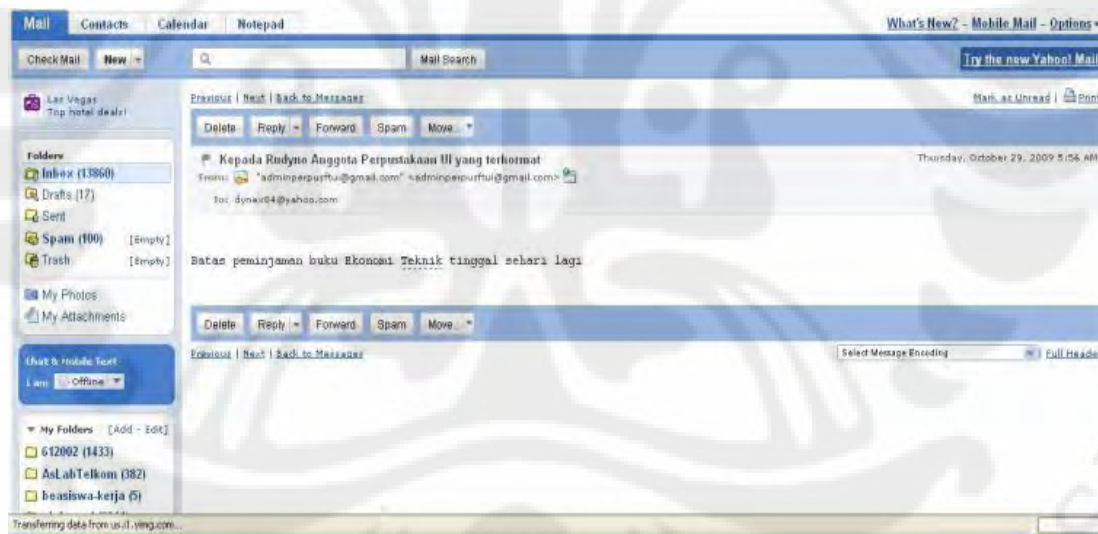 Mail Contacts Calendar Notepad What's New? - Mobile Mail - Options
Check Mail New Mail Search Try the new Yahoo! Mail
Las Vegas
Top hotel deals!
Previous | Next | Back to Messages Mark as Unread | Print
Delete Reply Forward Spam Move...
Folders
Inbox (13860)
Drafts (17)
Sent
Spam (100) [Empty]
Trash [Empty]
My Photos
My Attachments
Kepada Rudyno Anggota Perpustakaan UI yang terhormat Thursday, October 29, 2009 5:56 AM
From: "adminperpusftui@gmail.com" <adminperpusftui@gmail.com>
To: dynax84@yahoo.com
Batas peminjaman buku Ekonomi Teknik tinggal sehari lagi
Delete Reply Forward Spam Move...
Previous | Next | Back to Messages Select Message Encoding Full Heade
Chat & Mobile Text
I am Offline
My Folders [Add - Edit]
612002 (1433)
AsLabTelkom (382)
beasiswa-kerja (5)
Transferring data from us.i1.yimg.com...